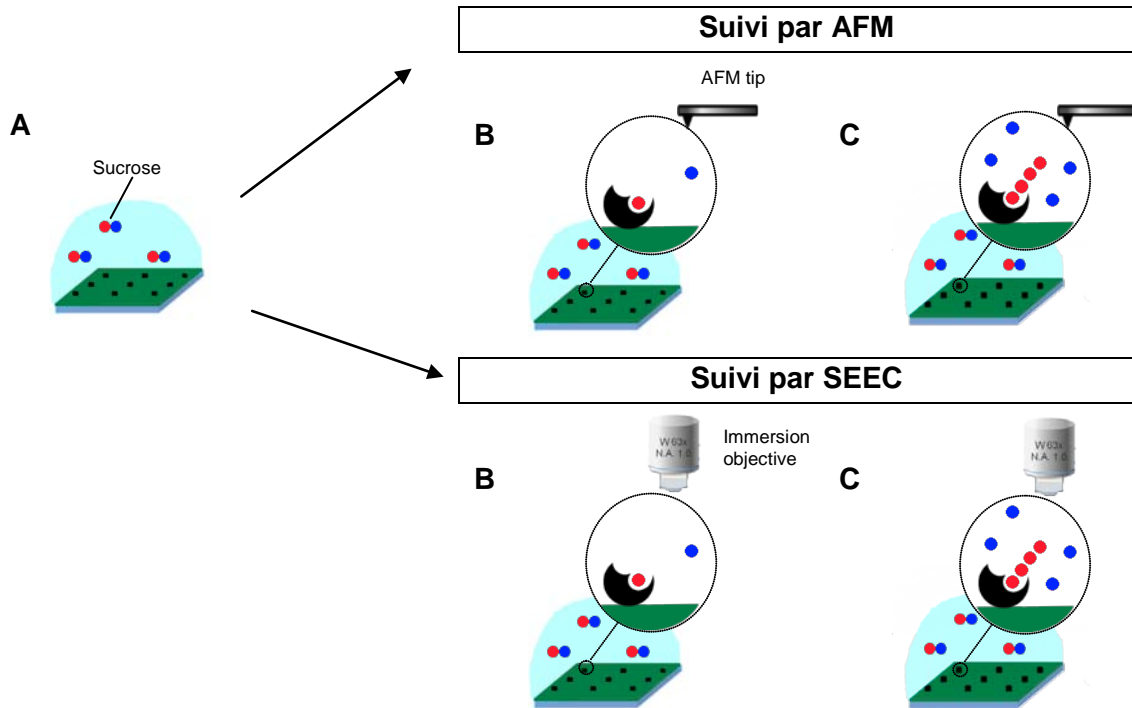 Suivi par AFM
AFM tip
A
B
C
Sucrose
Suivi par SEEC
W 63x
N.A. 1.0
Immersion
objective
W 63x
N.A. 1.0
B
C